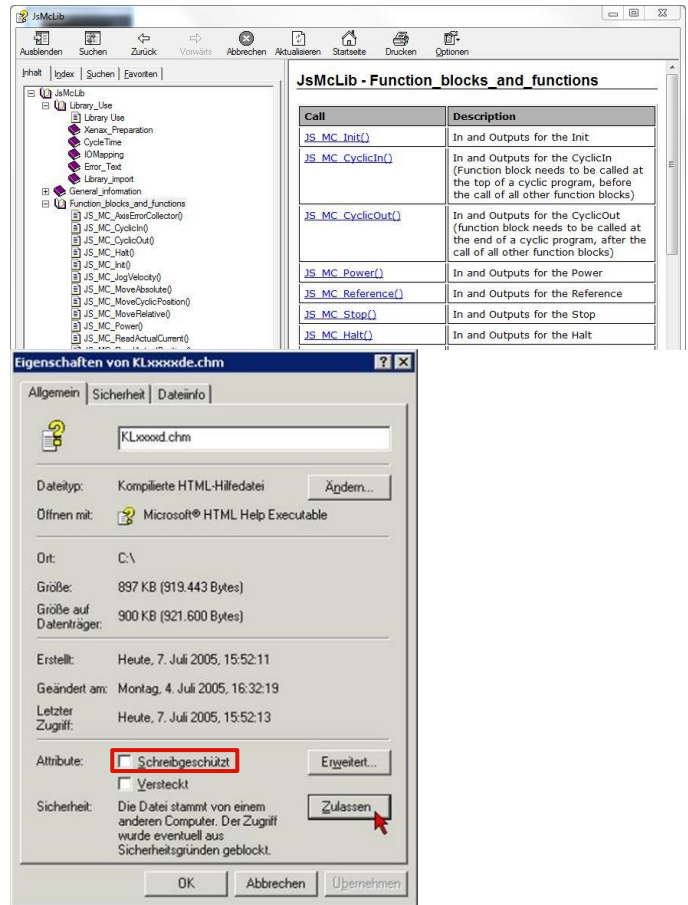 JsMcLib
Ausblenden Suchen Zurück Vorwärts Abbrechen Aktualisieren Startseite Drucken Optionen
Inhalt Index Suchen Favoriten
JsMcLib
Library_Use
Library Use
Xenax_Preparation
CycleTime
IOMapping
Error_Text
Library_import
General_information
Function_blocks_and_functions
JS_MC_AxisErrorCollector()
JS_MC_CyclicIn()
JS_MC_CyclicOut()
JS_MC_Halt()
JS_MC_Init()
JS_MC_JogVelocity()
JS_MC_MoveAbsolute()
JS_MC_MoveCyclicPosition()
JS_MC_MoveRelative()
JS_MC_Power()
JS_MC_ReadActualCurrent()
JsMcLib - Function_blocks_and_functions
Call Description
JS_MC_Init() In and Outputs for the Init
JS_MC_CyclicIn() In and Outputs for the CyclicIn
(Function block needs to be called at
the top of a cyclic program, before
the call of all other function blocks)
JS_MC_CyclicOut() In and Outputs for the CyclicOut
(function block needs to be called at
the end of a cyclic program, after the
call of all other function blocks)
JS_MC_Power() In and Outputs for the Power
JS_MC_Reference() In and Outputs for the Reference
JS_MC_Stop() In and Outputs for the Stop
JS_MC_Halt() In and Outputs for the Halt
Eigenschaften von KLxxxxde.chm
Allgemein Sicherheit Dateiinfo
KLxxxxd.chm
Dateityp: Kompilierte HTML-Hilfedatei Ändern...
Öffnen mit: Microsoft® HTML Help Executable
Ort: C:\
Größe: 897 KB (919.443 Bytes)
Größe auf
Datenträger: 900 KB (921.600 Bytes)
Erstellt: Heute, 7. Juli 2005, 15:52:11
Geändert am: Montag, 4. Juli 2005, 16:32:19
Letzter
Zugriff: Heute, 7. Juli 2005, 15:52:13
Attribute: Schreibgeschützt Erweitert...
Versteckt
Sicherheit: Die Datei stammt von einem
anderen Computer. Der Zugriff
wurde eventuell aus
Sicherheitsgründen geblockt.
Zulassen
OK Abbrechen Übernehmen